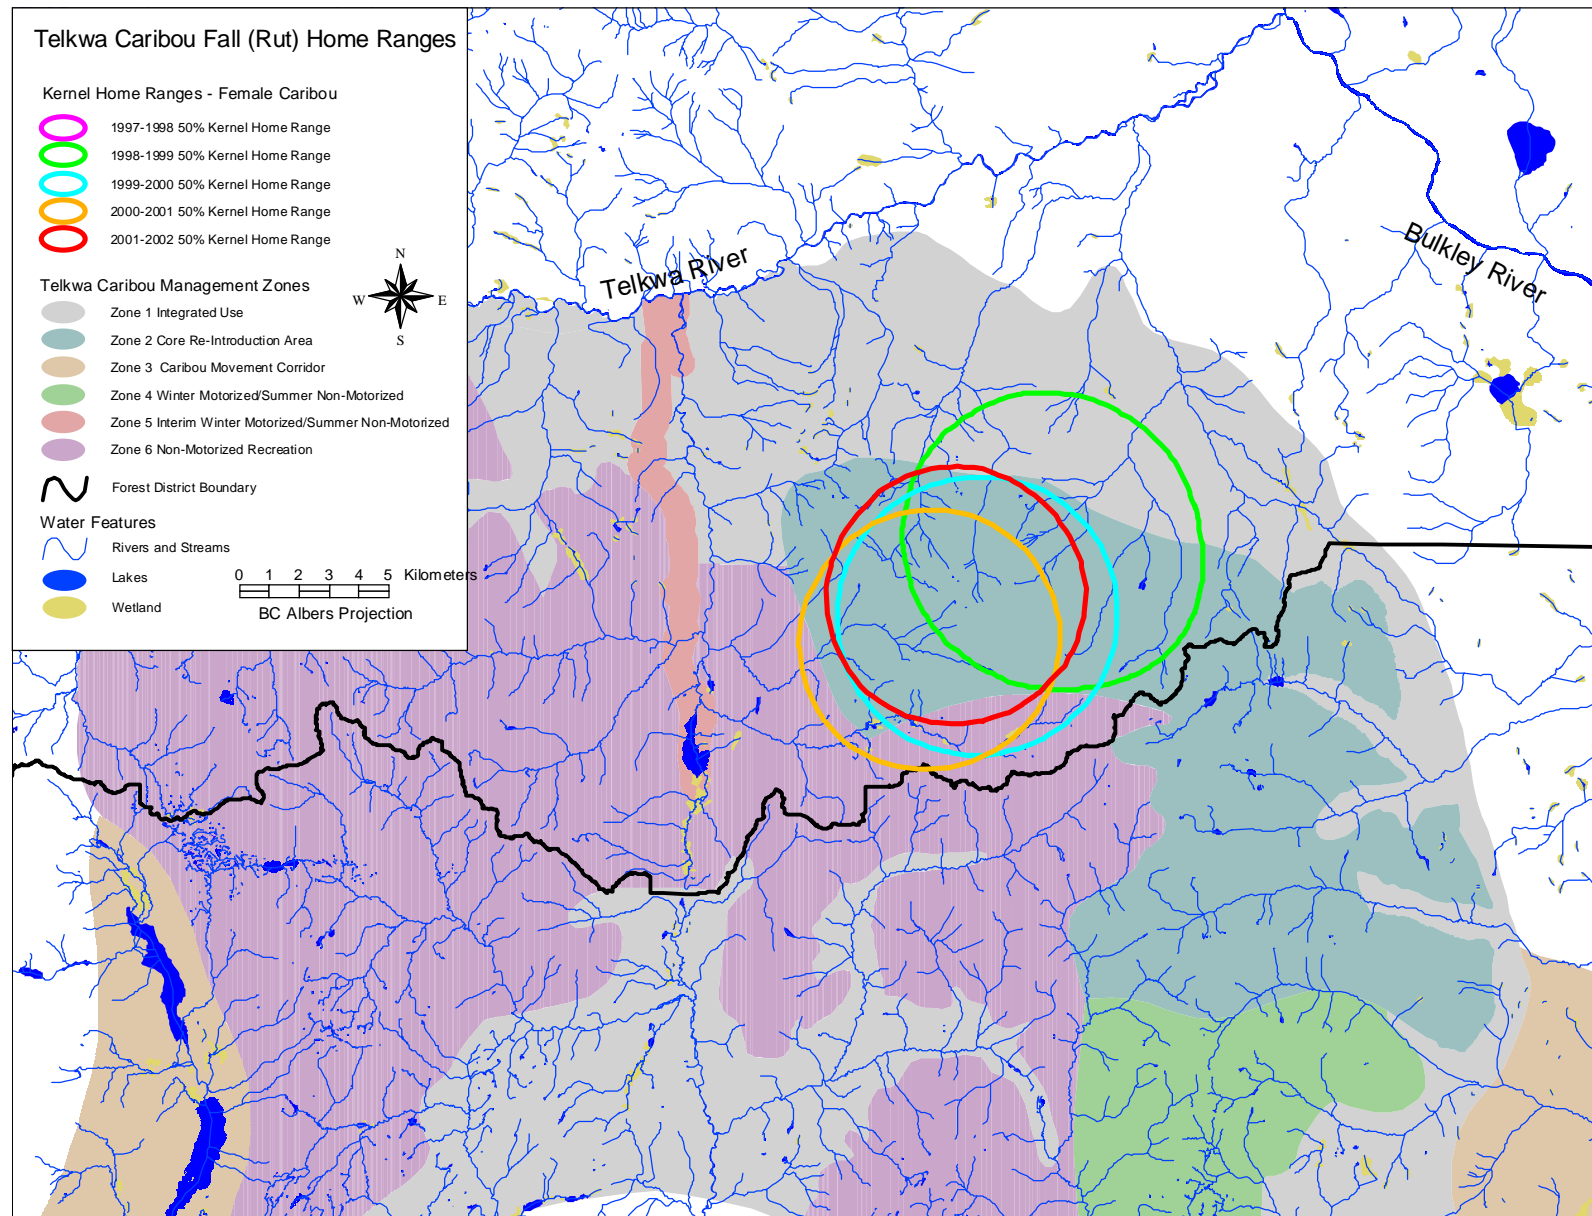 Telkwa Caribou Fall (Rut) Home Ranges
Kernel Home Ranges - Female Caribou
1997-1998 50% Kernel Home Range
1998-1999 50% Kernel Home Range
1999-2000 50% Kernel Home Range
2000-2001 50% Kernel Home Range
2001-2002 50% Kernel Home Range
N
W E
S
Telkwa Caribou Management Zones
Zone 1 Integrated Use
Zone 2 Core Re-Introduction Area
Zone 3 Caribou Movement Corridor
Zone 4 Winter Motorized/Summer Non-Motorized
Zone 5 Interim Winter Motorized/Summer Non-Motorized
Zone 6 Non-Motorized Recreation
Forest District Boundary
Water Features
Rivers and Streams
Lakes
Wetland
0 1 2 3 4 5 Kilometers
BC Albers Projection
Telkwa River
Bulkley River